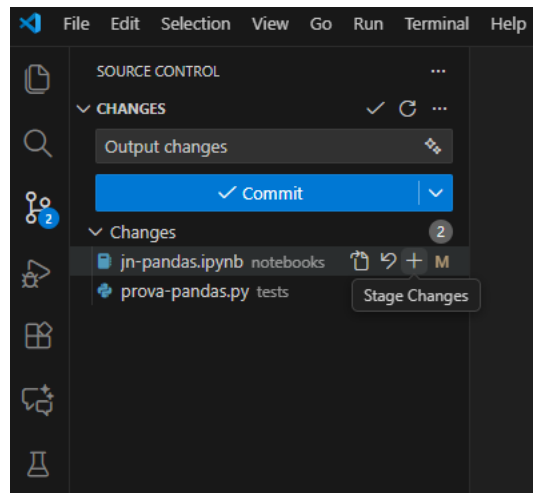 File Edit Selection View Go Run Terminal Help
SOURCE CONTROL
CHANGES
Output changes
Commit
Changes 2
2
jn-pandas.ipynb notebooks M
prova-pandas.py tests
Stage Changes